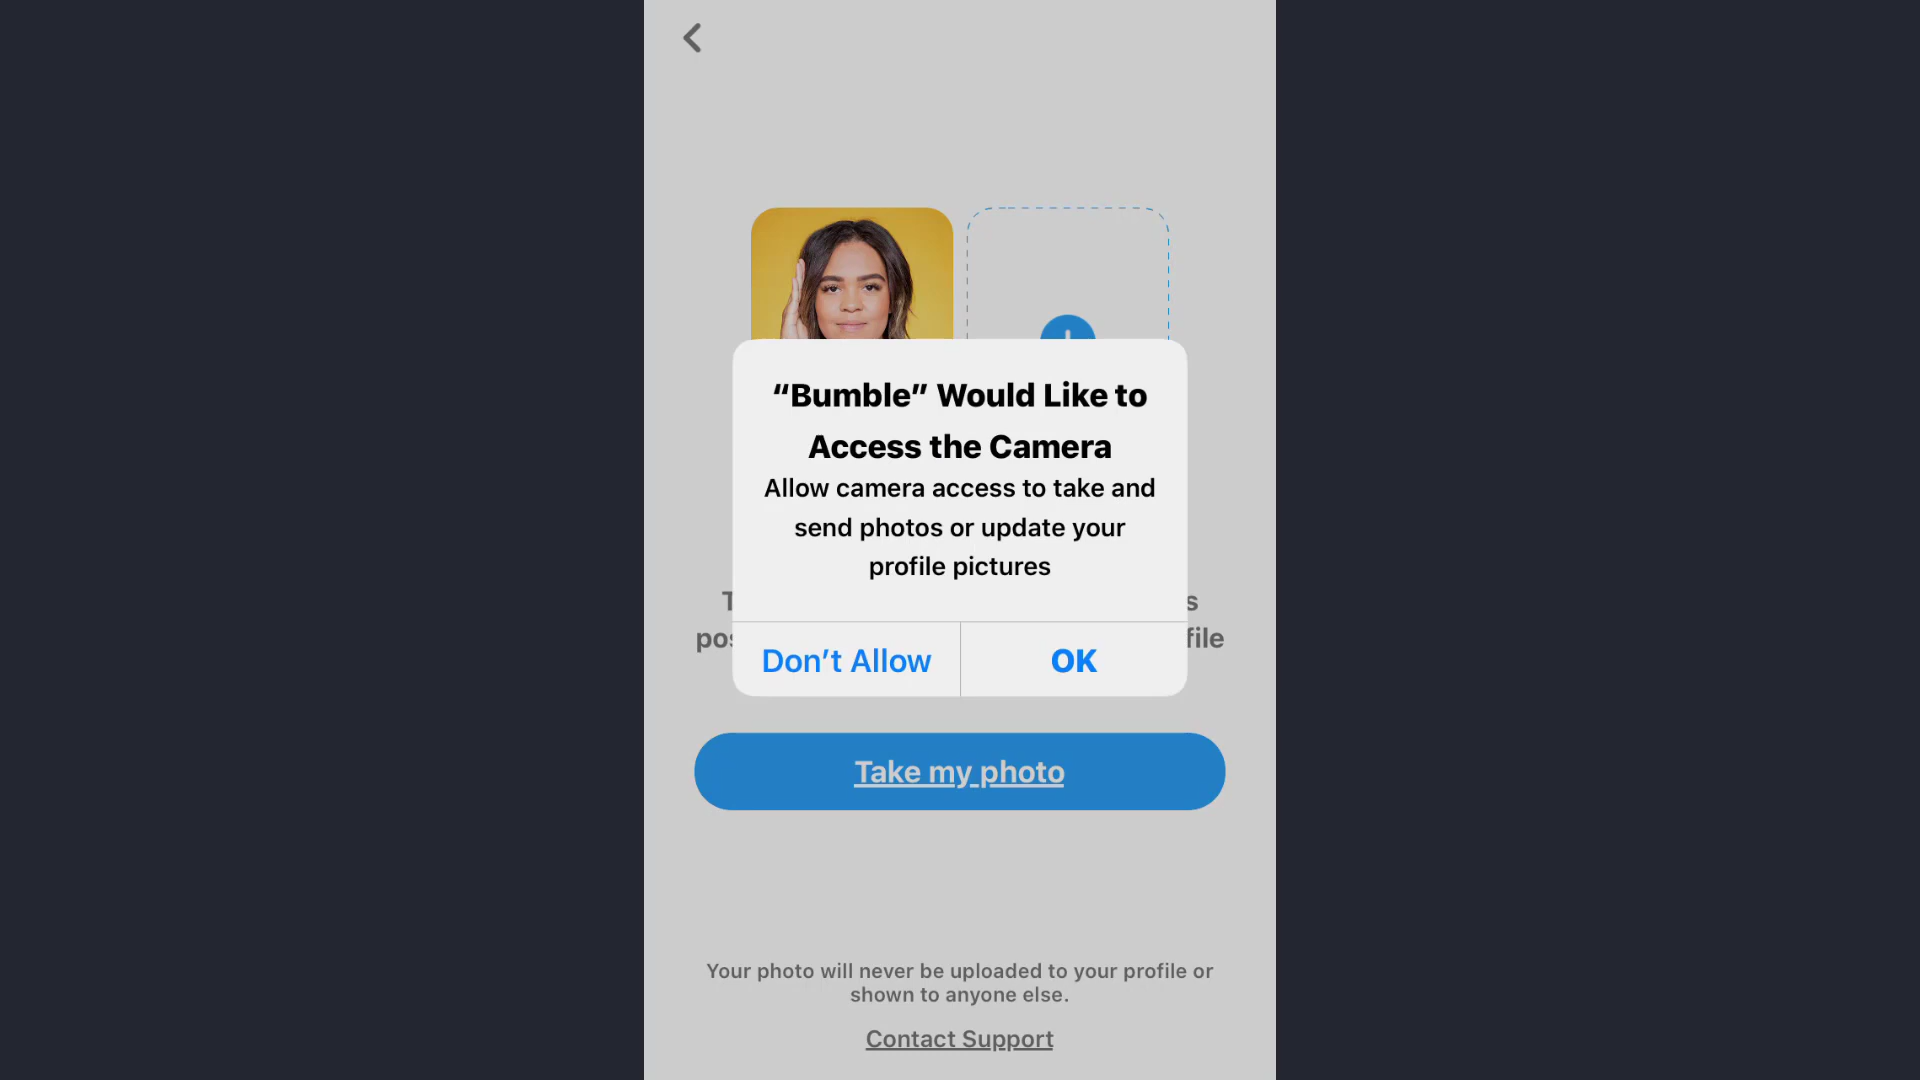 “Bumble” Would Like to
Access the Camera
Allow camera access to take and
send photos or update your
profile pictures
Don’t Allow
OK
Take my photo
Your photo will never be uploaded to your profile or
shown to anyone else.
Contact Support